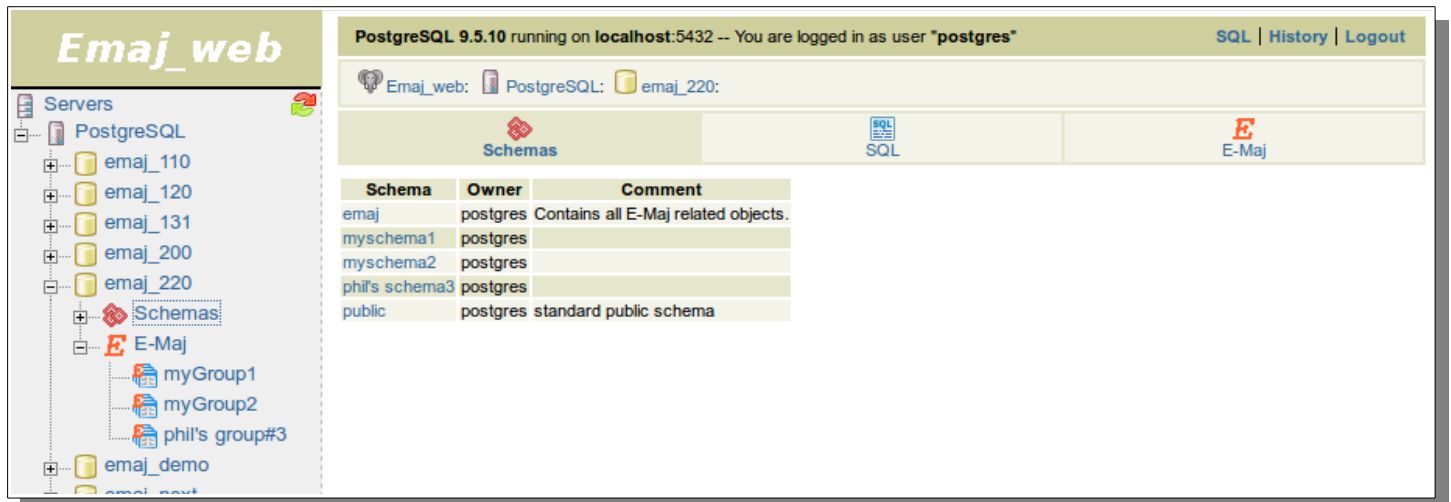 Emaj_web
Servers
PostgreSQL
emaj_110
emaj_120
emaj_131
emaj_200
emaj_220
Schemas
E-Maj
myGroup1
myGroup2
phil's group#3
emaj_demo
PostgreSQL 9.5.10 running on localhost:5432 -- You are logged in as user "postgres"
SQL | History | Logout
Emaj_web: PostgreSQL: emaj_220:
Schemas SQL E-Maj
Schema Owner Comment
emaj postgres Contains all E-Maj related objects.
myschema1 postgres
myschema2 postgres
phil's schema3 postgres
public postgres standard public schema